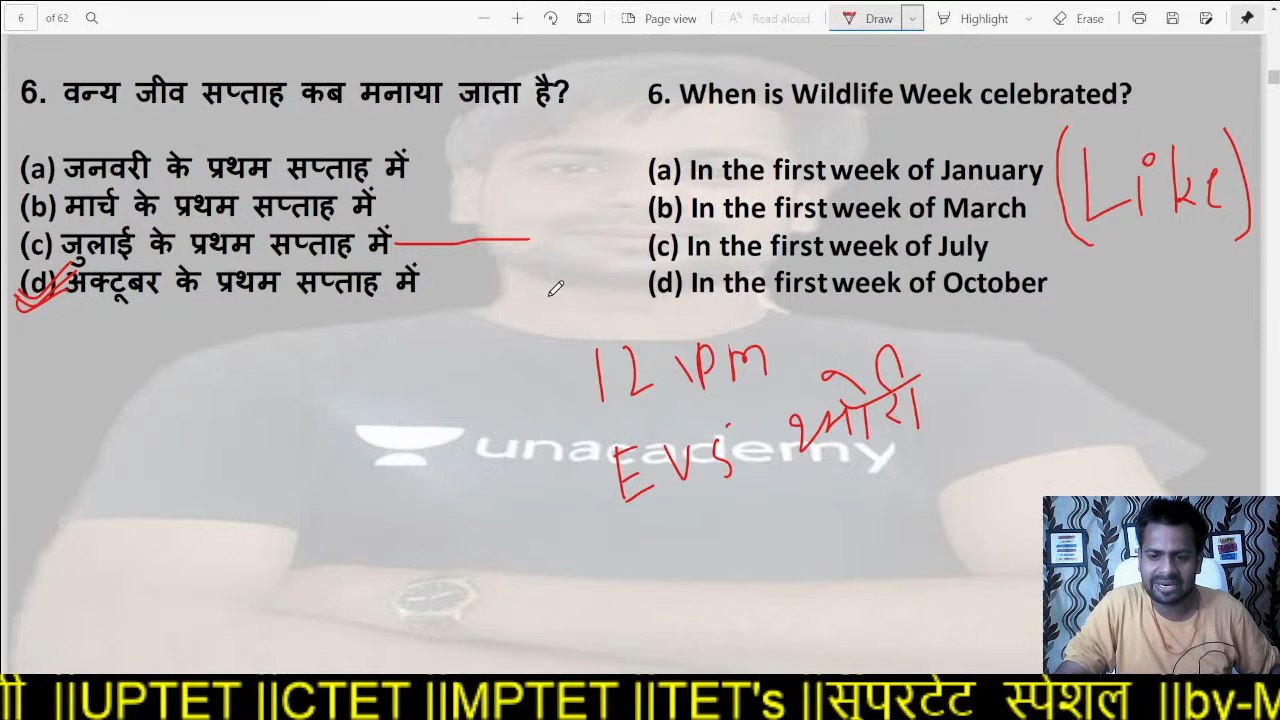 6 of 62 Page view Read aloud Draw Highlight Erase
6. वन्य जीव सप्ताह कब मनाया जाता है?
(a) जनवरी के प्रथम सप्ताह में
(b) मार्च के प्रथम सप्ताह में
(c) जुलाई के प्रथम सप्ताह में
(d) अक्टूबर के प्रथम सप्ताह में
6. When is Wildlife Week celebrated?
(a) In the first week of January
(b) In the first week of March
(c) In the first week of July
(d) In the first week of October
(Like)
12 pm
EVS
unacademy
||UPTET ||CTET ||MPTET ||TET's ||सुपरटेट स्पेशल ||by-M